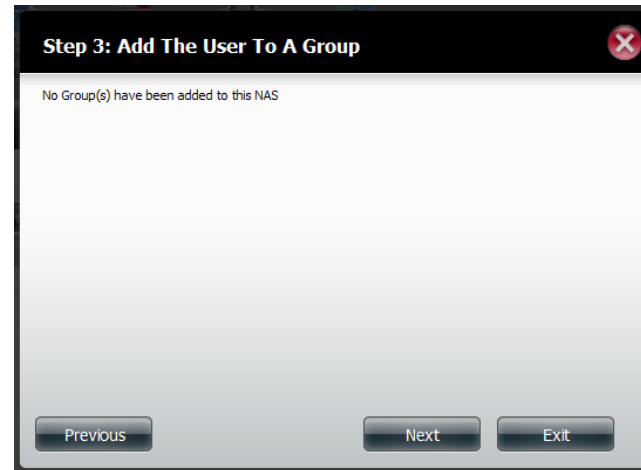 Step 3: Add The User To A Group
No Group(s) have been added to this NAS
Previous
Next
Exit